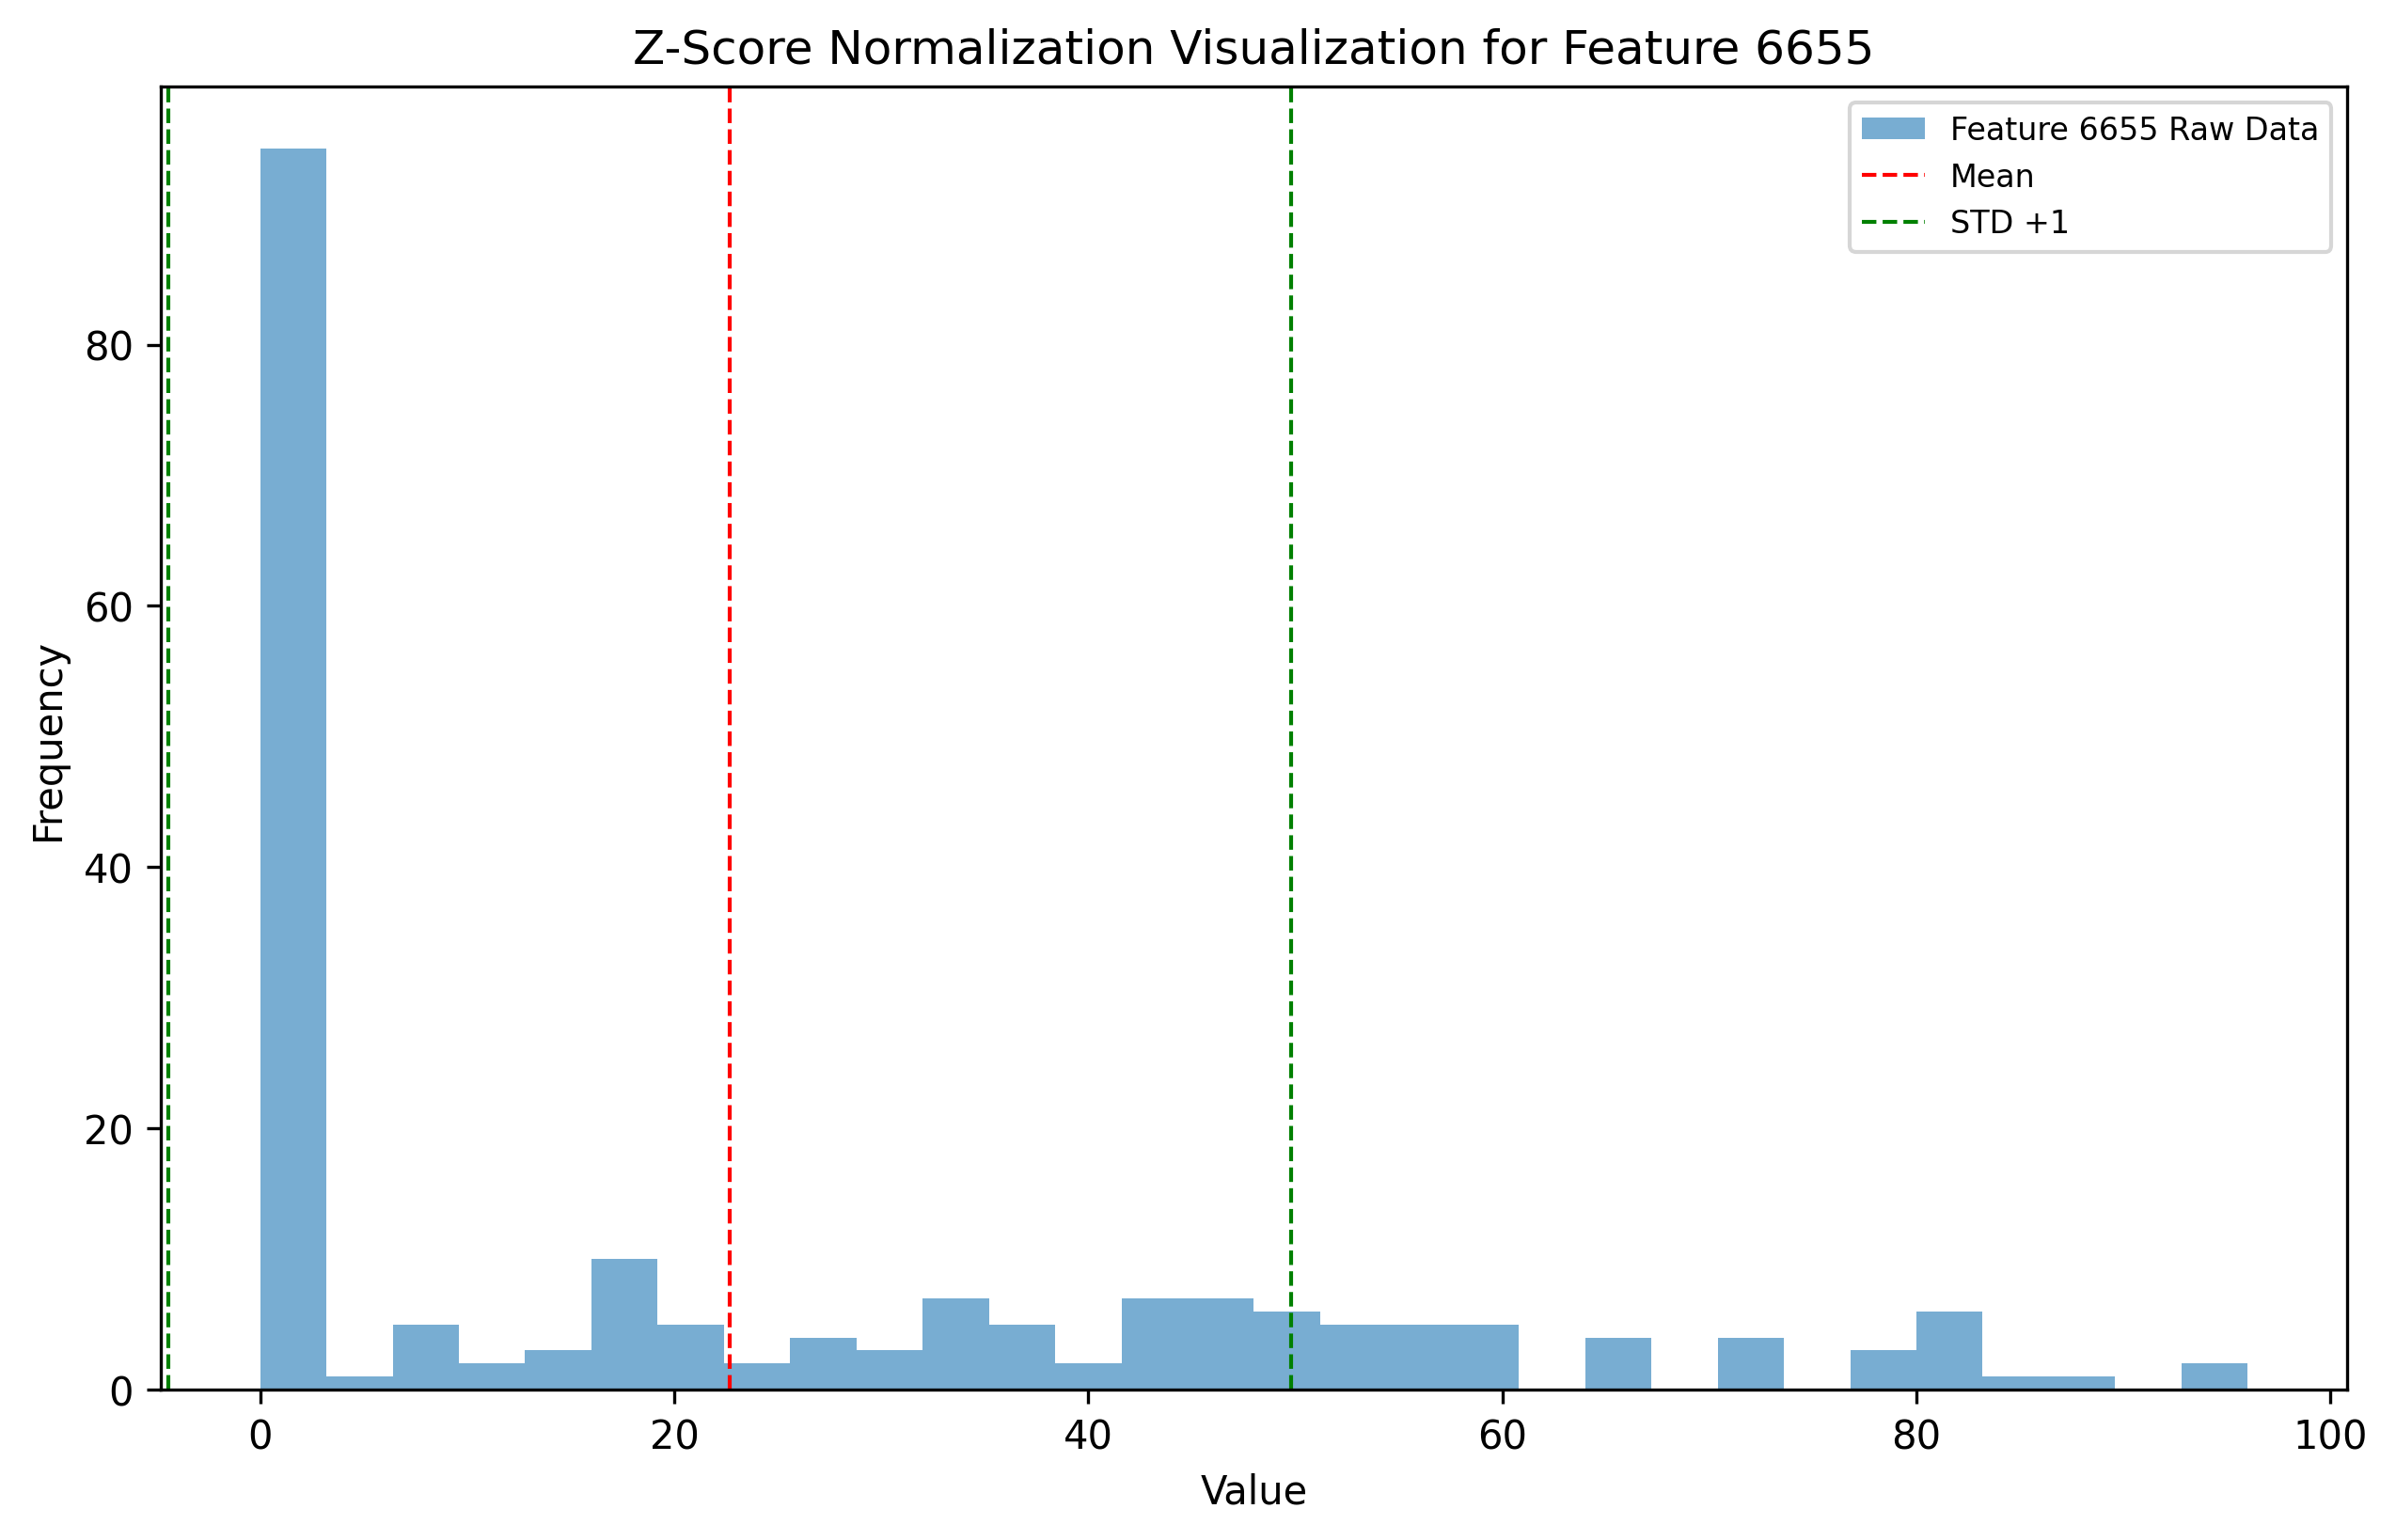 Z-Score Normalization Visualization for Feature 6655
Feature 6655 Raw Data
Mean
STD +1
Frequency
80
60
40
20
0
0 20 40 60 80 100
Value